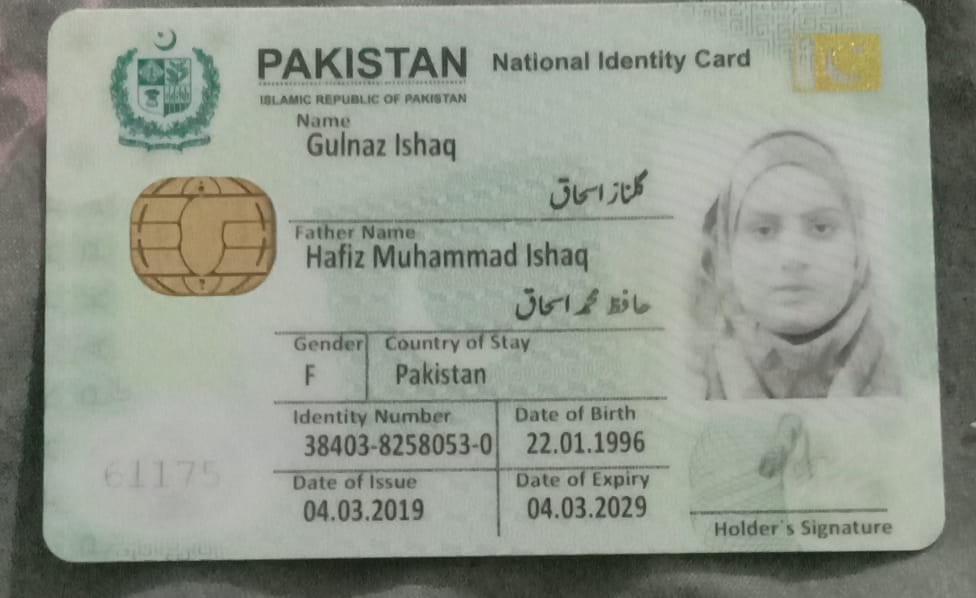 PAKISTAN National Identity Card
ISLAMIC REPUBLIC OF PAKISTAN
Name
Gulnaz Ishaq
گلناز اسحاق
Father Name
Hafiz Muhammad Ishaq
حافظ محمد اسحاق
Gender Country of Stay
F Pakistan
Identity Number Date of Birth
38403-8258053-0 22.01.1996
61175
Date of Issue Date of Expiry
04.03.2019 04.03.2029
Holder's Signature